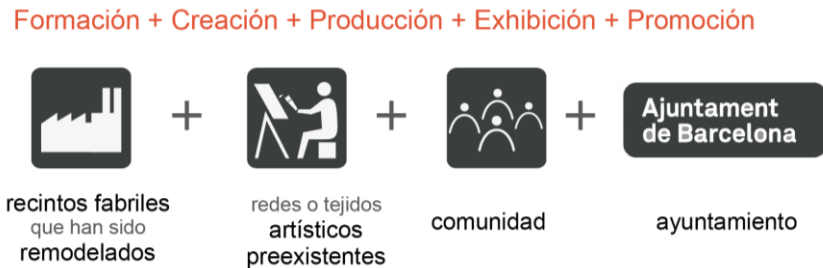 Formación + Creación + Producción + Exhibición + Promoción
+ + +
Ajuntament
de Barcelona
recintos fabriles
que han sido
remodelados
redes o tejidos
artísticos
preexistentes
comunidad
ayuntamiento